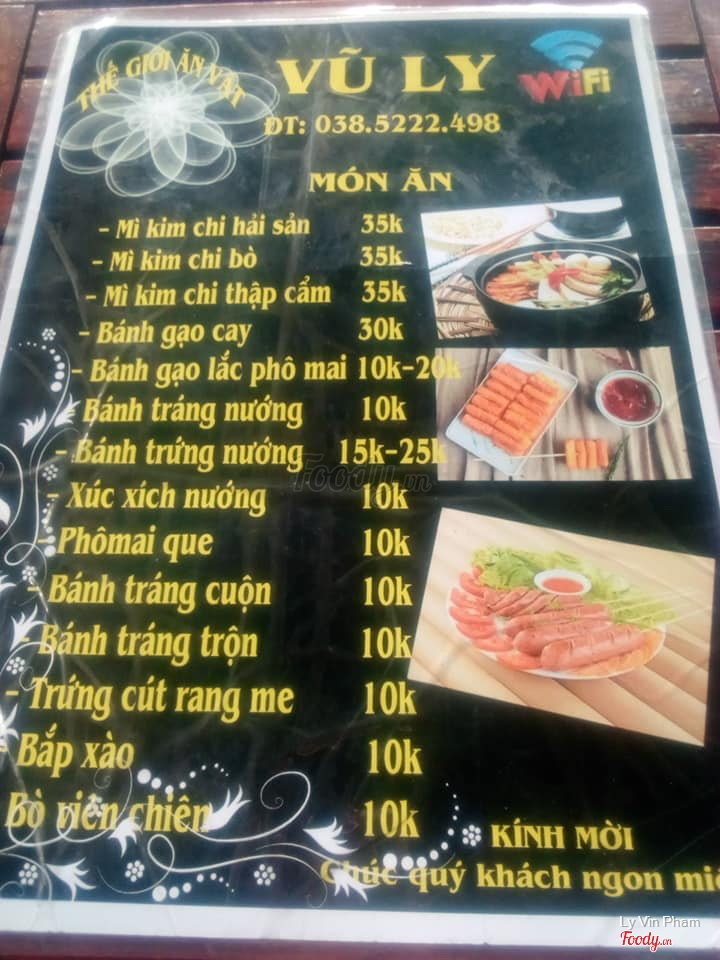 THẾ GIỚI ĂN VẶT
VŨ LY
WiFi
ĐT: 038.5222.498
MÓN ĂN
- Mì kim chi hải sản 35k
- Mì kim chi bò 35k
- Mì kim chi thập cẩm 35k
- Bánh gạo cay 30k
- Bánh gạo lắc phô mai 10k-20k
- Bánh tráng nướng 10k
- Bánh trứng nướng 15k-25k
- Xúc xích nướng 10k
- Phômai que 10k
- Bánh tráng cuộn 10k
- Bánh tráng trộn 10k
- Trứng cút rang me 10k
- Bắp xào 10k
Bò viên chiên 10k
KÍNH MỜI
Chúc quý khách ngon miệ
Foody.vn
Ly Vin Pham
Foody.vn